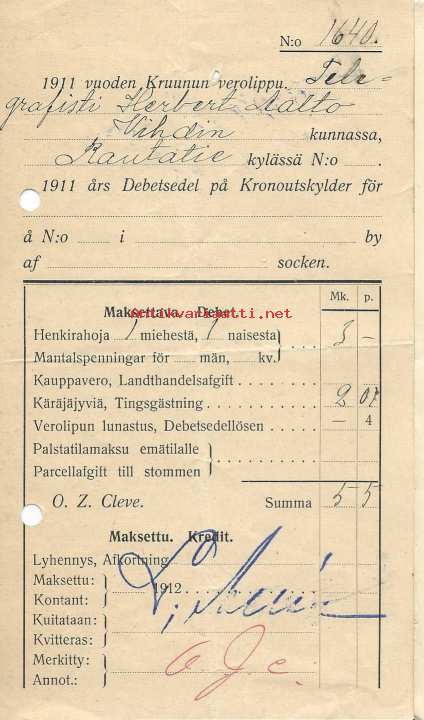 N:o 1640.
1911 vuoden Kruunun verolippu. Tele-
grafisti Herbert Aalto
Vihdin kunnassa,
Rautatie kylässä N:o .
1911 års Debetsedel på Kronoutskylder för
å N:o i by
af socken.
Mk. p.
Maksettava. Debet.
antikvariaatti.net
Henkirahoja 1 miehestä, 1 naisesta 3 –
Mantalspenningar för män, kv.
Kauppavero, Landthandelsafgift
Käräjäjyviä, Tingsgästning 2 01
Verolipun lunastus, Debetsedellösen — 4
Palstatilamaksu emätilalle
Parcellafgift till stommen
O. Z. Cleve. Summa 5 5
Maksettu. Kredit.
Lyhennys, Afkortning
Maksettu:
1912.
Kontant:
Kuitataan:
Kvitteras:
Merkitty:
Annot.: